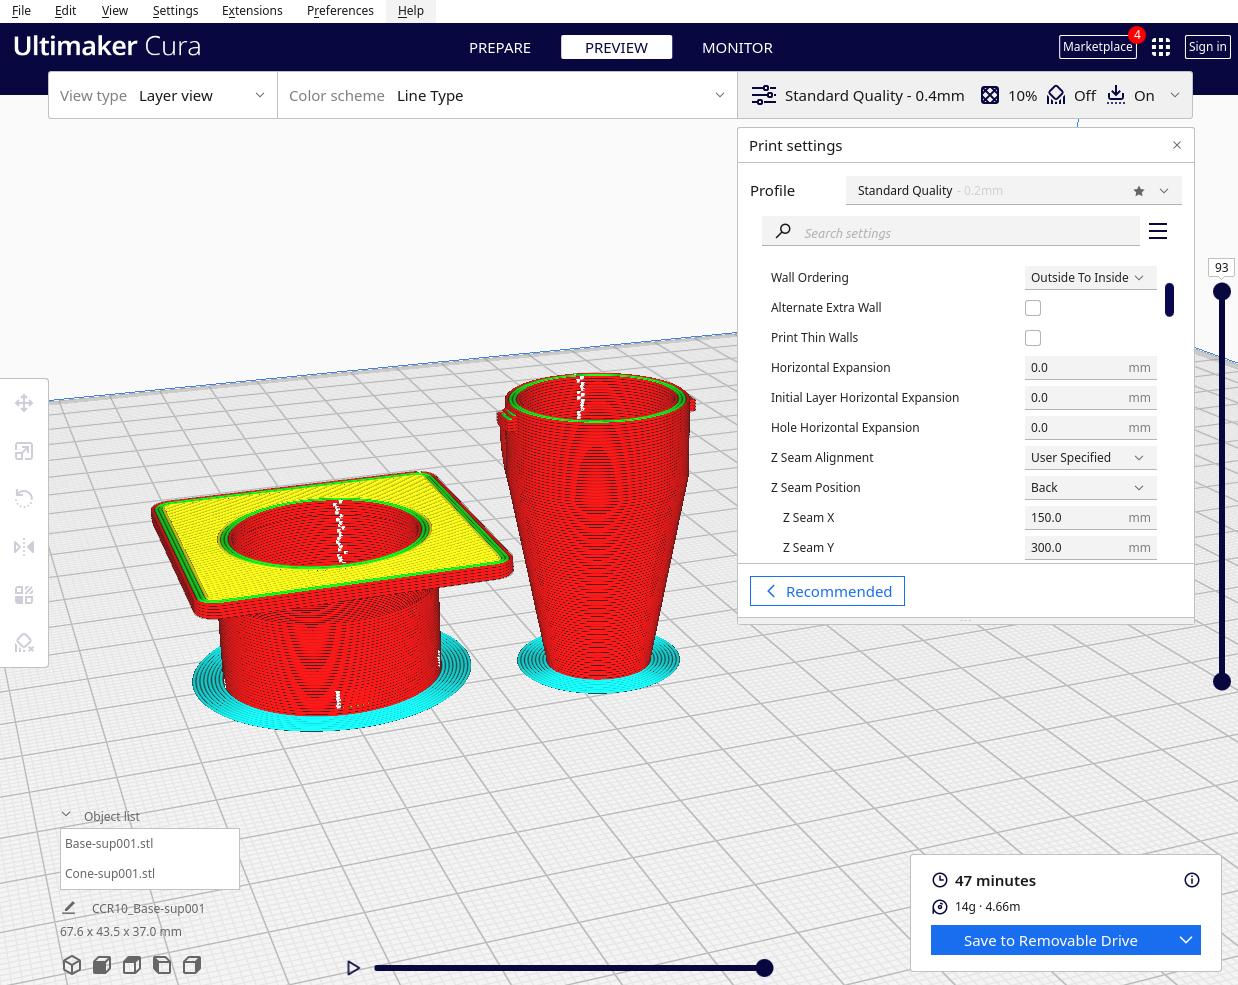 File Edit View Settings Extensions Preferences Help
Ultimaker Cura PREPARE PREVIEW MONITOR Marketplace 4 Sign in
View type Layer view Color scheme Line Type Standard Quality - 0.4mm 10% Off On
Print settings
Profile Standard Quality - 0.2mm
Search settings
Wall Ordering Outside To Inside
Alternate Extra Wall
Print Thin Walls
Horizontal Expansion 0.0 mm
Initial Layer Horizontal Expansion 0.0 mm
Hole Horizontal Expansion 0.0 mm
Z Seam Alignment User Specified
Z Seam Position Back
Z Seam X 150.0 mm
Z Seam Y 300.0 mm
Recommended
93
Object list
Base-sup001.stl
Cone-sup001.stl
CCR10_Base-sup001
67.6 x 43.5 x 37.0 mm
47 minutes
14g · 4.66m
Save to Removable Drive